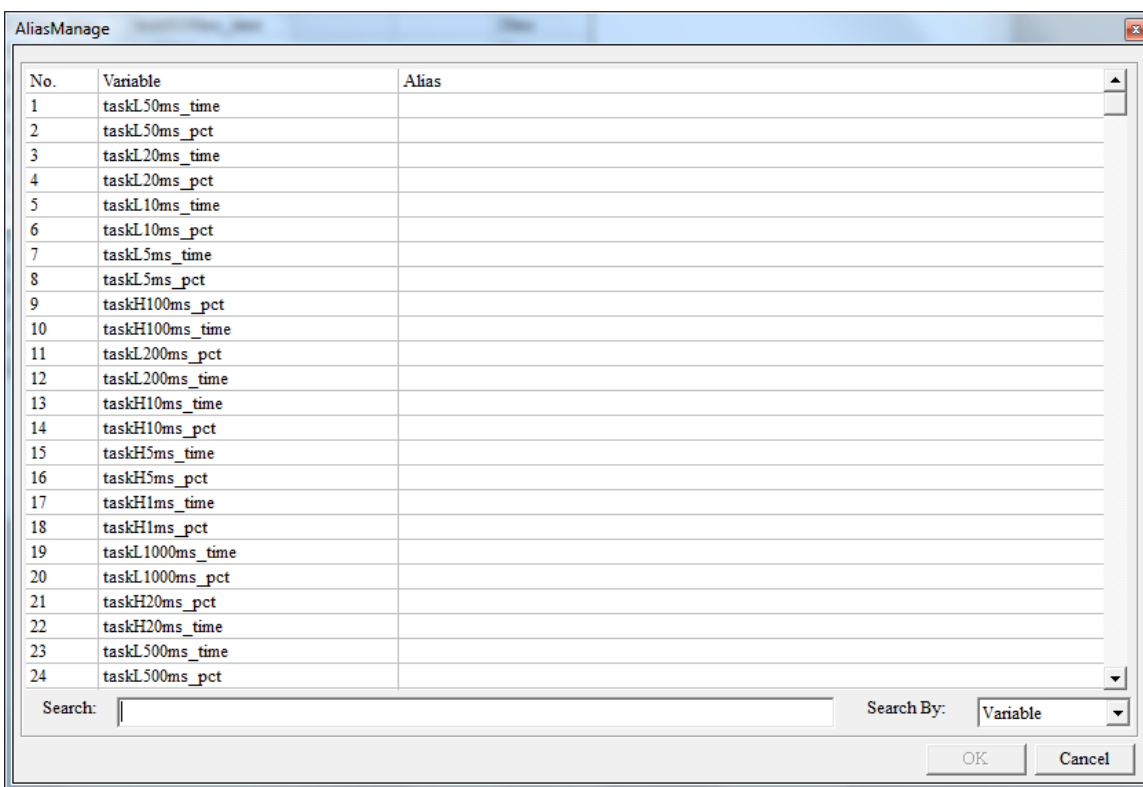 AliasManage
No. Variable Alias
1 taskL50ms_time
2 taskL50ms_pct
3 taskL20ms_time
4 taskL20ms_pct
5 taskL10ms_time
6 taskL10ms_pct
7 taskL5ms_time
8 taskL5ms_pct
9 taskH100ms_pct
10 taskH100ms_time
11 taskL200ms_pct
12 taskL200ms_time
13 taskH10ms_time
14 taskH10ms_pct
15 taskH5ms_time
16 taskH5ms_pct
17 taskH1ms_time
18 taskH1ms_pct
19 taskL1000ms_time
20 taskL1000ms_pct
21 taskH20ms_pct
22 taskH20ms_time
23 taskL500ms_time
24 taskL500ms_pct
Search: Search By: Variable
OK Cancel